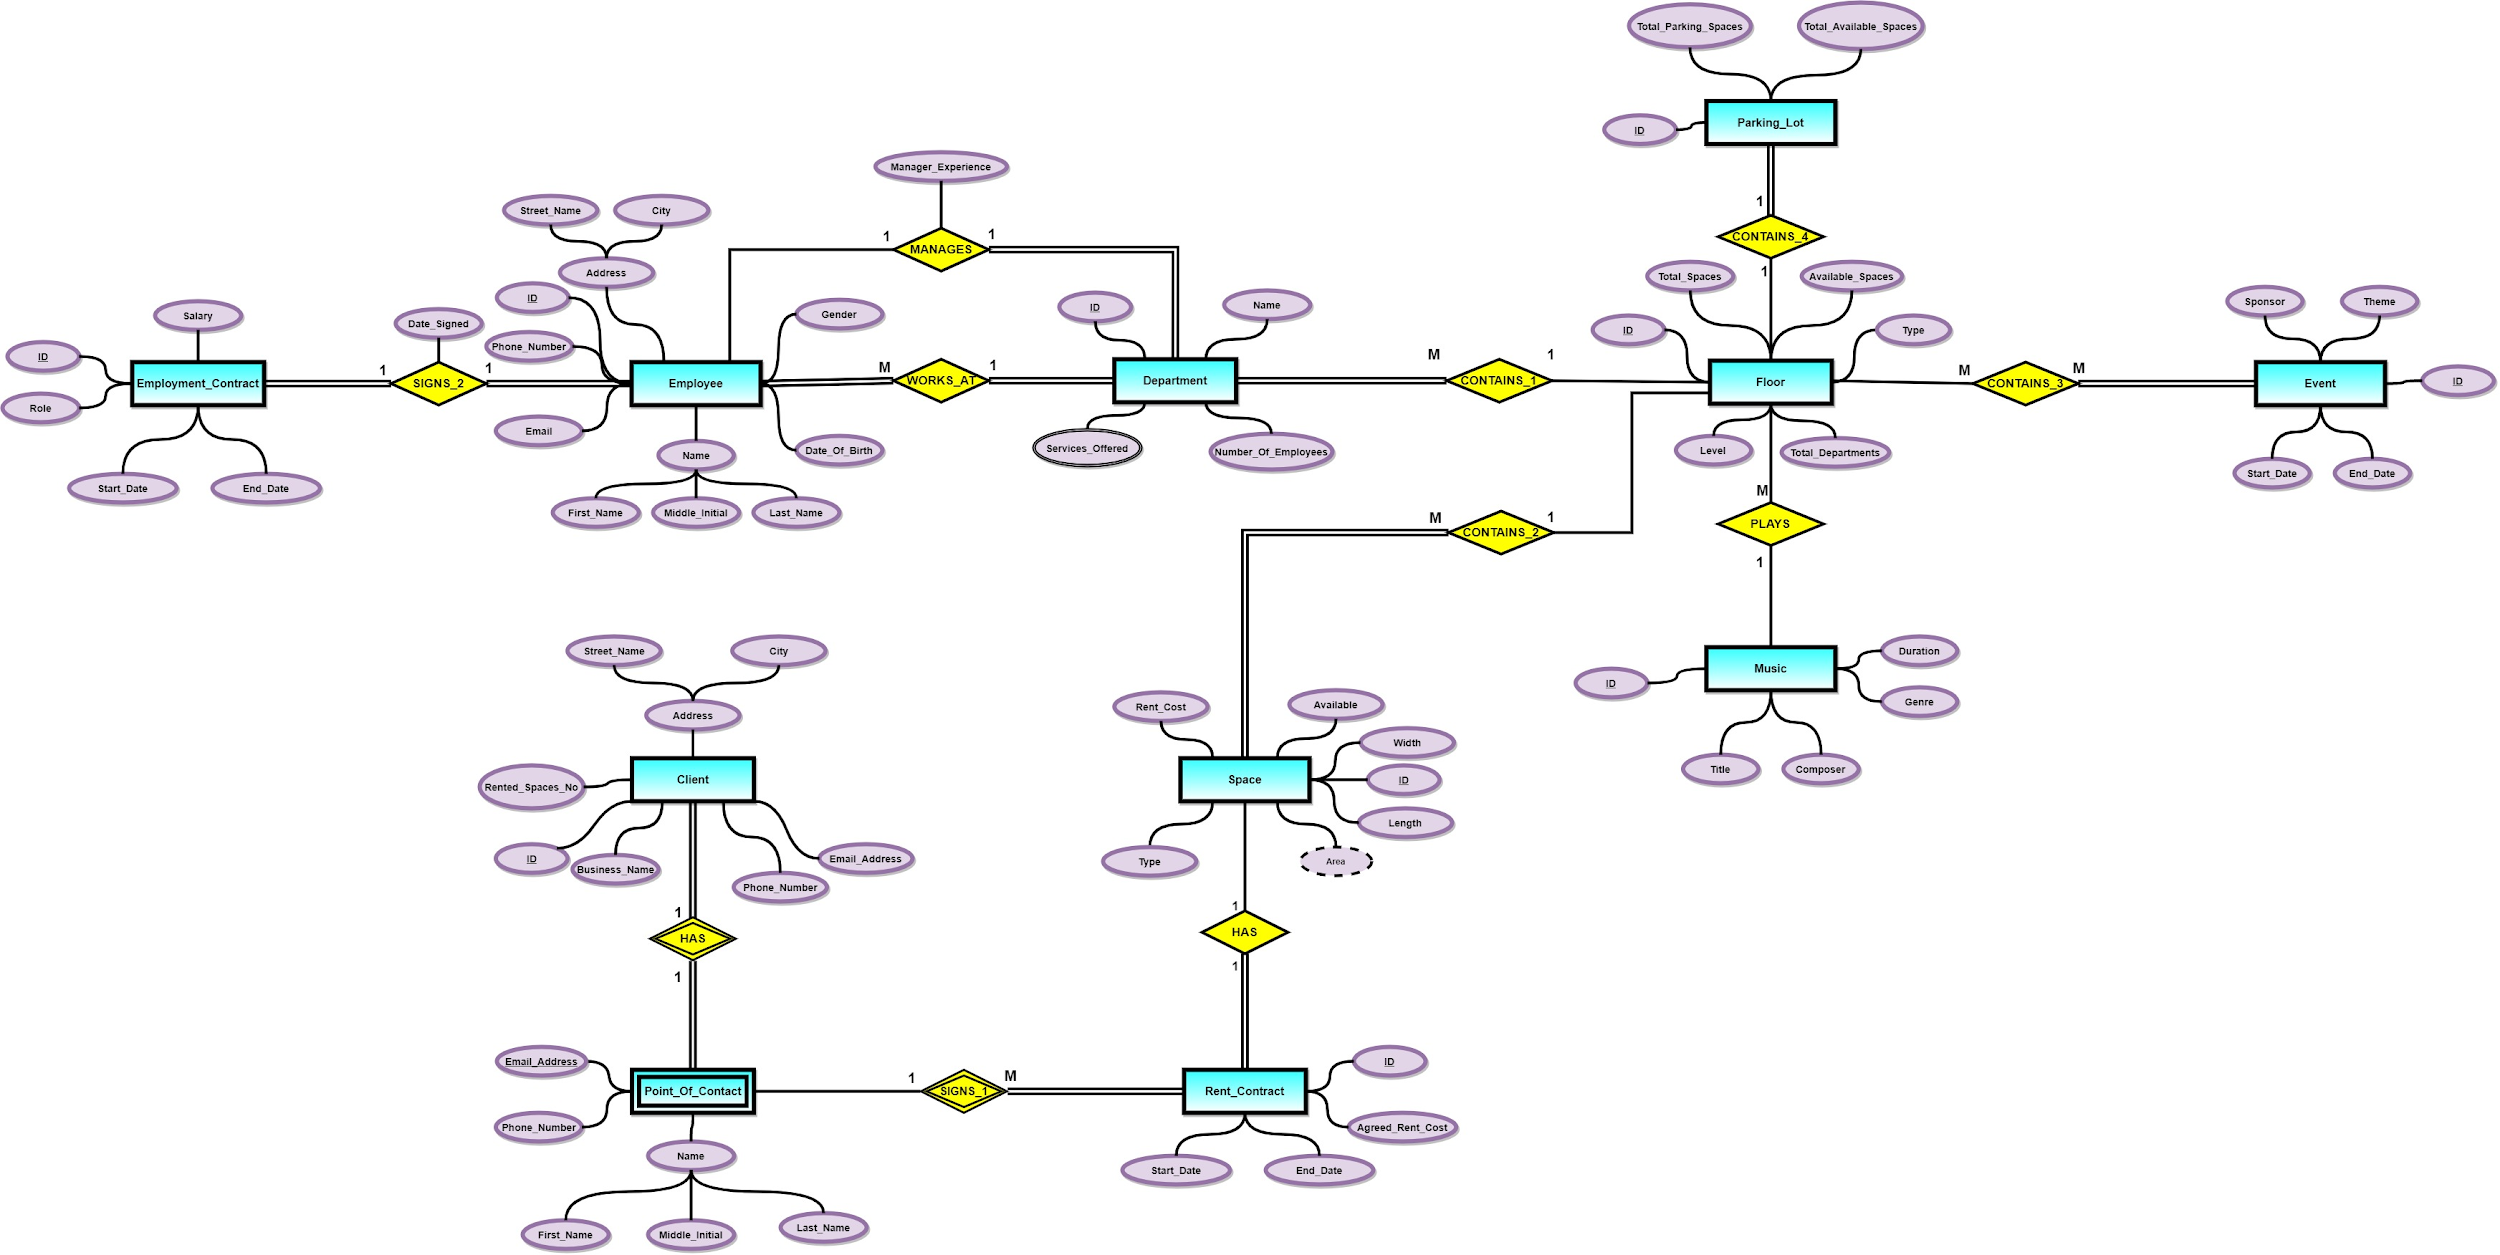 Total_Parking_Spaces
Total_Available_Spaces
ID
Parking_Lot
Manager_Experience
Street_Name
City
1
CONTAINS_4
1
1
1
MANAGES
Address
Total_Spaces
Available_Spaces
ID
ID
Name
Sponsor
Theme
Salary
Date_Signed
Gender
ID
Type
Phone_Number
ID
1
SIGNS_2
1
M
WORKS_AT
1
M
CONTAINS_1
1
M
CONTAINS_3
M
Employment_Contract
Employee
Department
Floor
Event
ID
Role
Email
Name
Date_Of_Birth
Services_Offered
Number_Of_Employees
Level
Total_Departments
Start_Date
End_Date
Start_Date
End_Date
First_Name
Middle_Initial
Last_Name
M
CONTAINS_2
1
M
PLAYS
1
Street_Name
City
Duration
Music
ID
Genre
Address
Rent_Cost
Available
Width
Title
Composer
Client
Space
ID
Rented_Spaces_No
Length
ID
Business_Name
Phone_Number
Email_Address
Type
Area
1
HAS
1
1
HAS
1
Email_Address
ID
Point_Of_Contact
1
SIGNS_1
M
Rent_Contract
Phone_Number
Agreed_Rent_Cost
Name
Start_Date
End_Date
First_Name
Middle_Initial
Last_Name